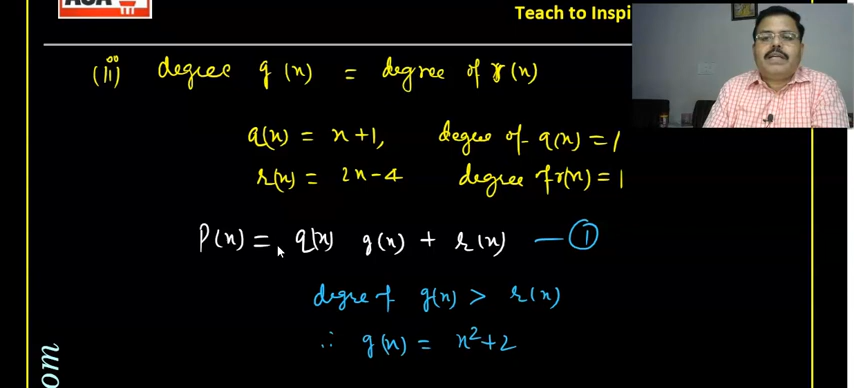 Teach to Inspi
(ii) degree q(x) = degree of r(x)
q(x) = x+1, degree of q(x) = 1
r(x) = 2x-4 degree of r(x) = 1
P(x) = q(x) g(x) + r(x) — ①
degree of g(x) > r(x)
∴ g(x) = x²+2
om